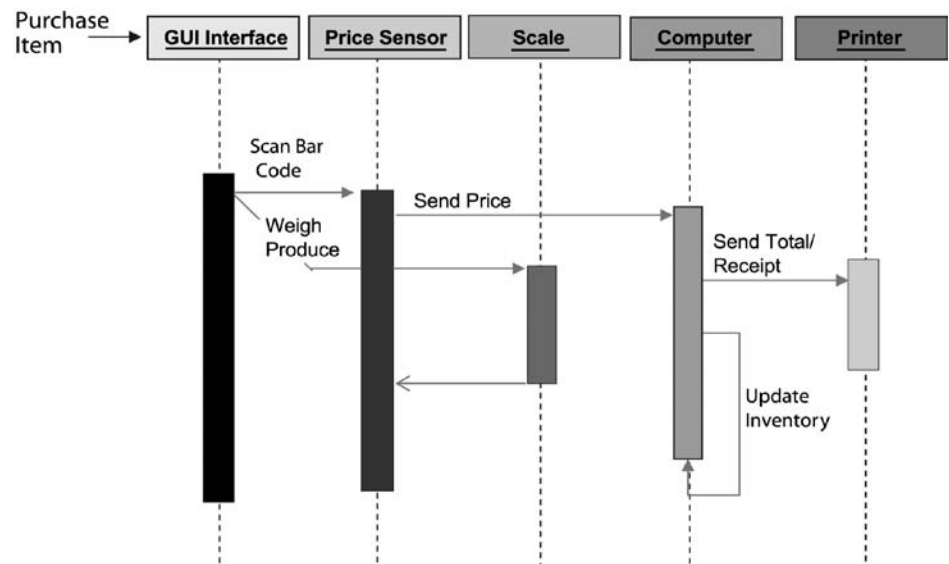 Purchase
Item
GUI Interface
Price Sensor
Scale
Computer
Printer
Scan Bar
Code
Send Price
Weigh
Produce
Send Total/
Receipt
Update
Inventory